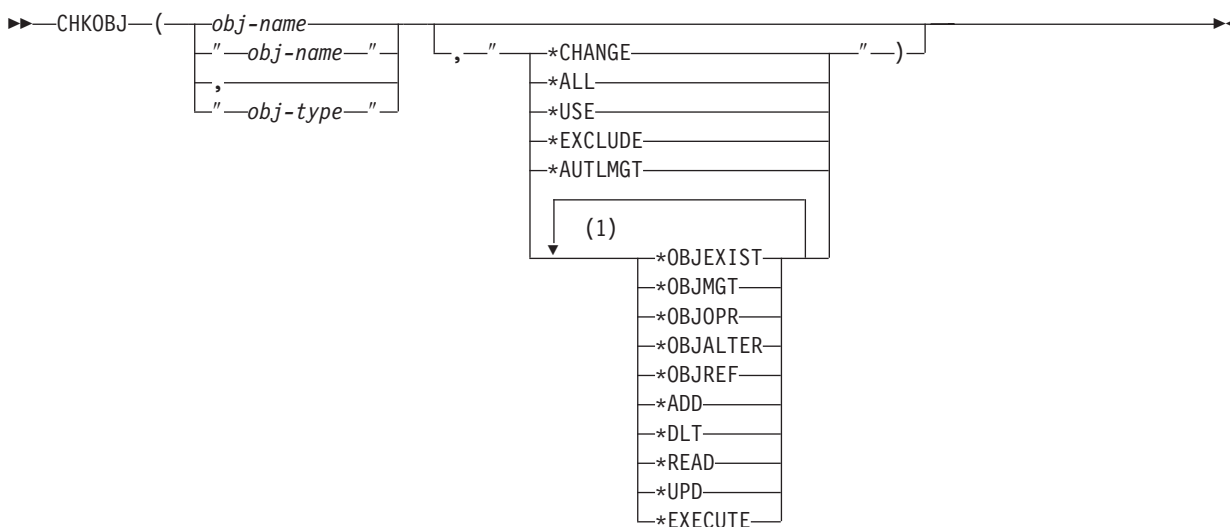 CHKOBJ ( obj-name
" obj-name "
,
" obj-type "
, " *CHANGE " )
*ALL
*USE
*EXCLUDE
*AUTLMGT
(1)
*OBJEXIST
*OBJMGT
*OBJOPR
*OBJALTER
*OBJREF
*ADD
*DLT
*READ
*UPD
*EXECUTE